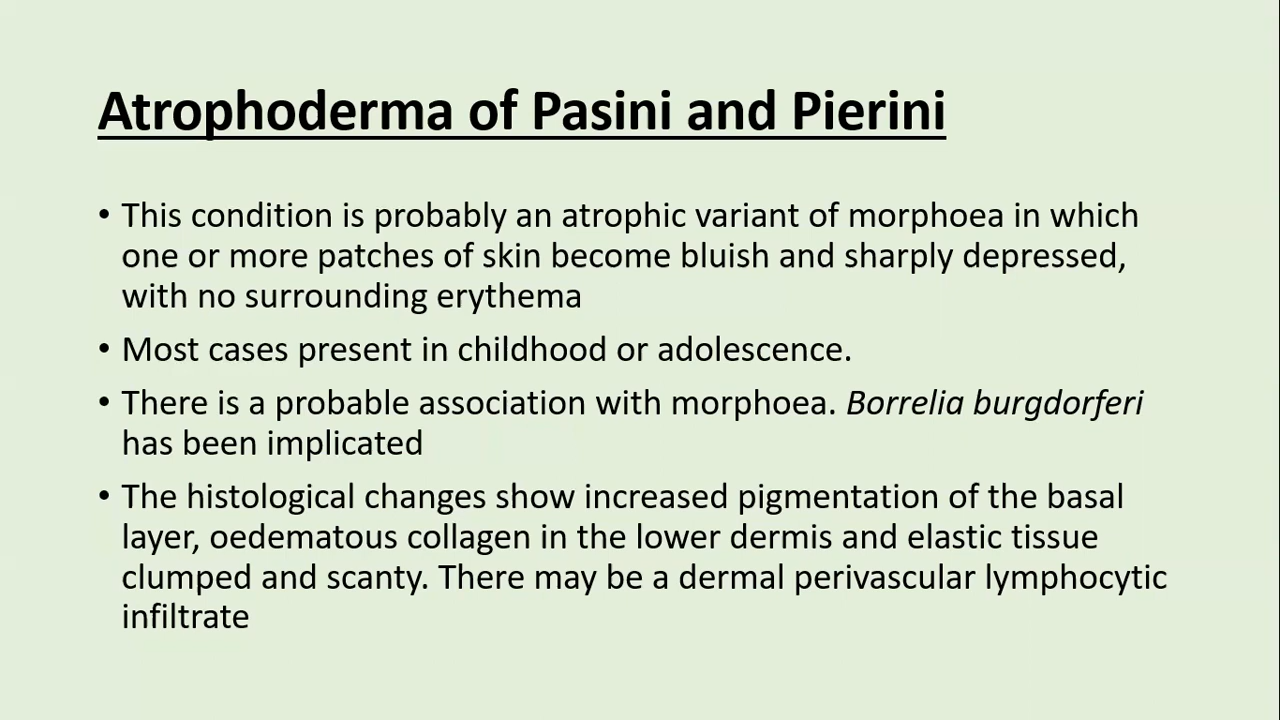 Atrophoderma of Pasini and Pierini
• This condition is probably an atrophic variant of morphoea in which
one or more patches of skin become bluish and sharply depressed,
with no surrounding erythema
• Most cases present in childhood or adolescence.
• There is a probable association with morphoea. Borrelia burgdorferi
has been implicated
• The histological changes show increased pigmentation of the basal
layer, oedematous collagen in the lower dermis and elastic tissue
clumped and scanty. There may be a dermal perivascular lymphocytic
infiltrate